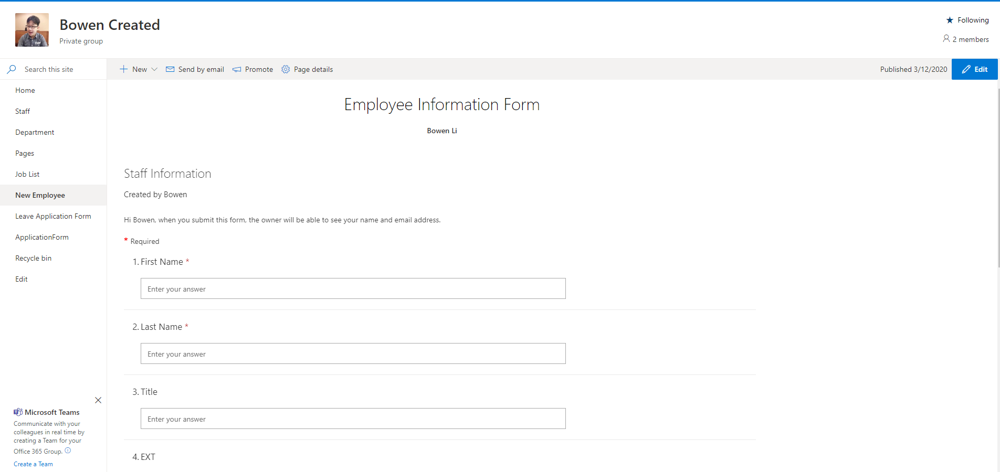 Bowen Created
Private group
Following
2 members
Search this site
New
Send by email
Promote
Page details
Published 3/12/2020
Edit
Home
Staff
Department
Pages
Job List
New Employee
Leave Application Form
ApplicationForm
Recycle bin
Edit
Microsoft Teams
Communicate with your
colleagues in real time by
creating a Team for your
Office 365 Group.
Create a Team
Employee Information Form
Bowen Li
Staff Information
Created by Bowen
Hi Bowen, when you submit this form, the owner will be able to see your name and email address.
* Required
1. First Name *
Enter your answer
2. Last Name *
Enter your answer
3. Title
Enter your answer
4. EXT